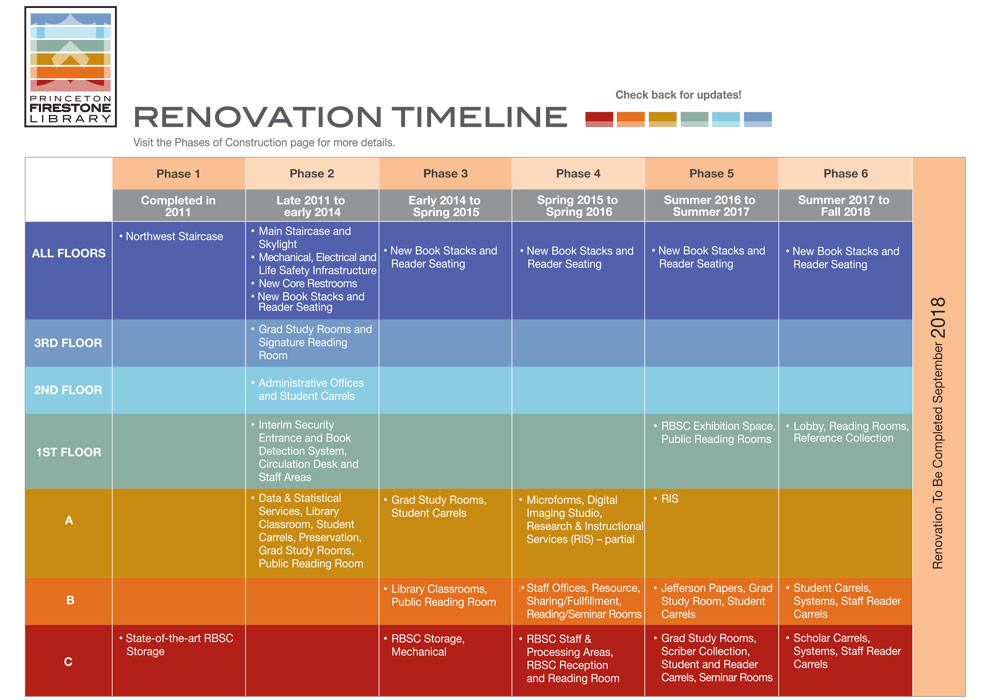 PRINCETON
FIRESTONE
LIBRARY
Check back for updates!
RENOVATION TIMELINE
Visit the Phases of Construction page for more details.
Phase 1
Phase 2
Phase 3
Phase 4
Phase 5
Phase 6
Completed in
2011
Late 2011 to
early 2014
Early 2014 to
Spring 2015
Spring 2015 to
Spring 2016
Summer 2016 to
Summer 2017
Summer 2017 to
Fall 2018
ALL FLOORS
• Northwest Staircase
• Main Staircase and
Skylight
• Mechanical, Electrical and
Life Safety Infrastructure
• New Core Restrooms
• New Book Stacks and
Reader Seating
• New Book Stacks and
Reader Seating
• New Book Stacks and
Reader Seating
• New Book Stacks and
Reader Seating
• New Book Stacks and
Reader Seating
3RD FLOOR
• Grad Study Rooms and
Signature Reading
Room
2ND FLOOR
• Administrative Offices
and Student Carrels
1ST FLOOR
• Interim Security
Entrance and Book
Detection System,
Circulation Desk and
Staff Areas
• RBSC Exhibition Space,
Public Reading Rooms
• Lobby, Reading Rooms,
Reference Collection
A
• Data & Statistical
Services, Library
Classroom, Student
Carrels, Preservation,
Grad Study Rooms,
Public Reading Room
• Grad Study Rooms,
Student Carrels
• Microforms, Digital
Imaging Studio,
Research & Instructional
Services (RIS) – partial
• RIS
B
• Library Classrooms,
Public Reading Room
:• Staff Offices, Resource,
Sharing/Fullfillment,
Reading/Seminar Rooms
• Jefferson Papers, Grad
Study Room, Student
Carrels
• Student Carrels,
Systems, Staff Reader
Carrels
C
• State-of-the-art RBSC
Storage
• RBSC Storage,
Mechanical
• RBSC Staff &
Processing Areas,
RBSC Reception
and Reading Room
• Grad Study Rooms,
Scriber Collection,
Student and Reader
Carrels, Seminar Rooms
• Scholar Carrels,
Systems, Staff Reader
Carrels
Renovation To Be Completed September 2018